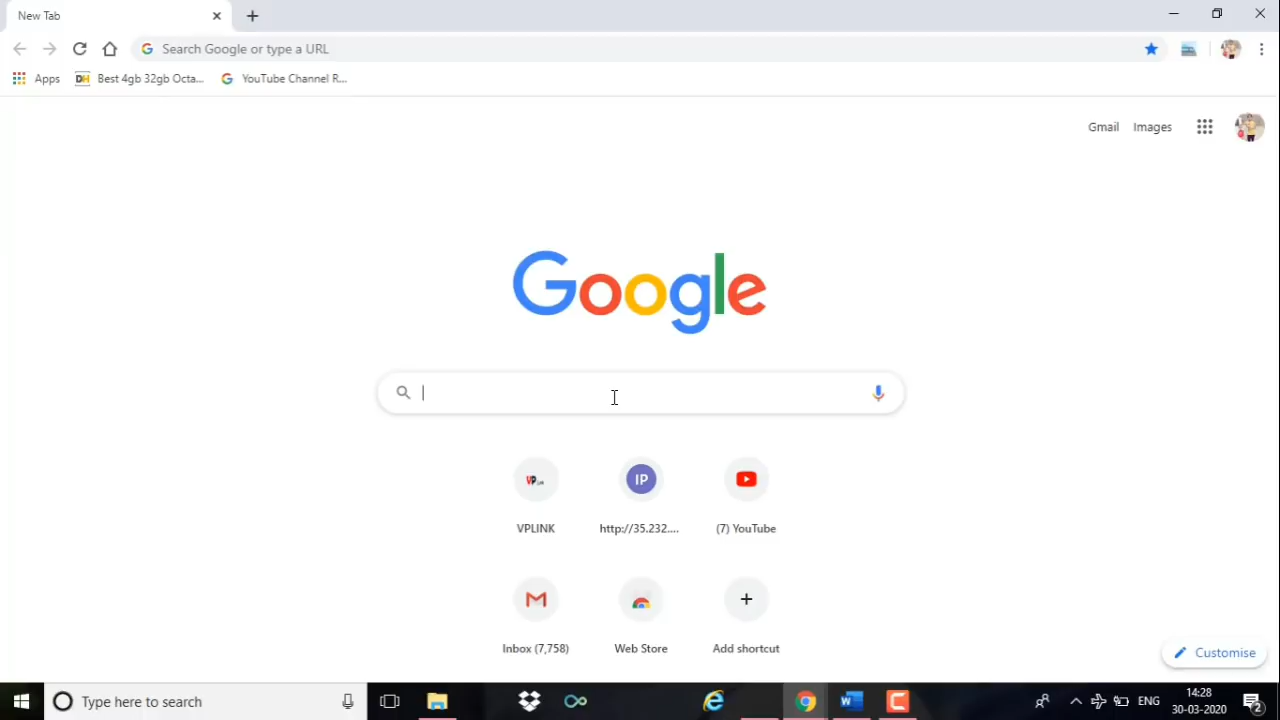 New Tab
Search Google or type a URL
Apps
Best 4gb 32gb Octa...
YouTube Channel R...
Gmail
Images
Google
IP
VPLINK
http://35.232....
(7) YouTube
Inbox (7,758)
Web Store
Add shortcut
Customise
Type here to search
ENG
14:28
30-03-2020
2